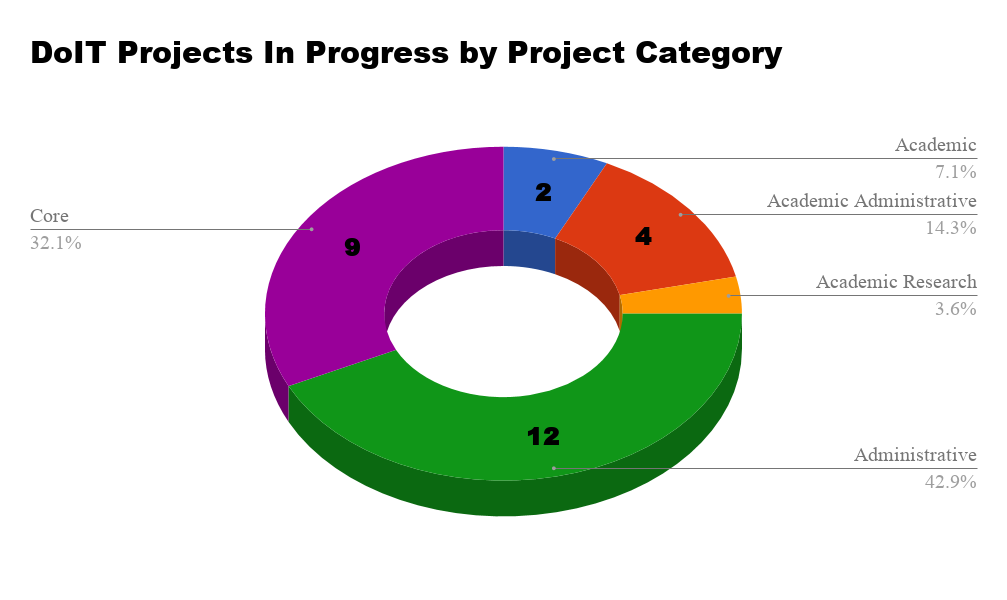 DoIT Projects In Progress by Project Category
Academic
7.1%
2
Academic Administrative
14.3%
4
Core
32.1%
9
Academic Research
3.6%
12
Administrative
42.9%